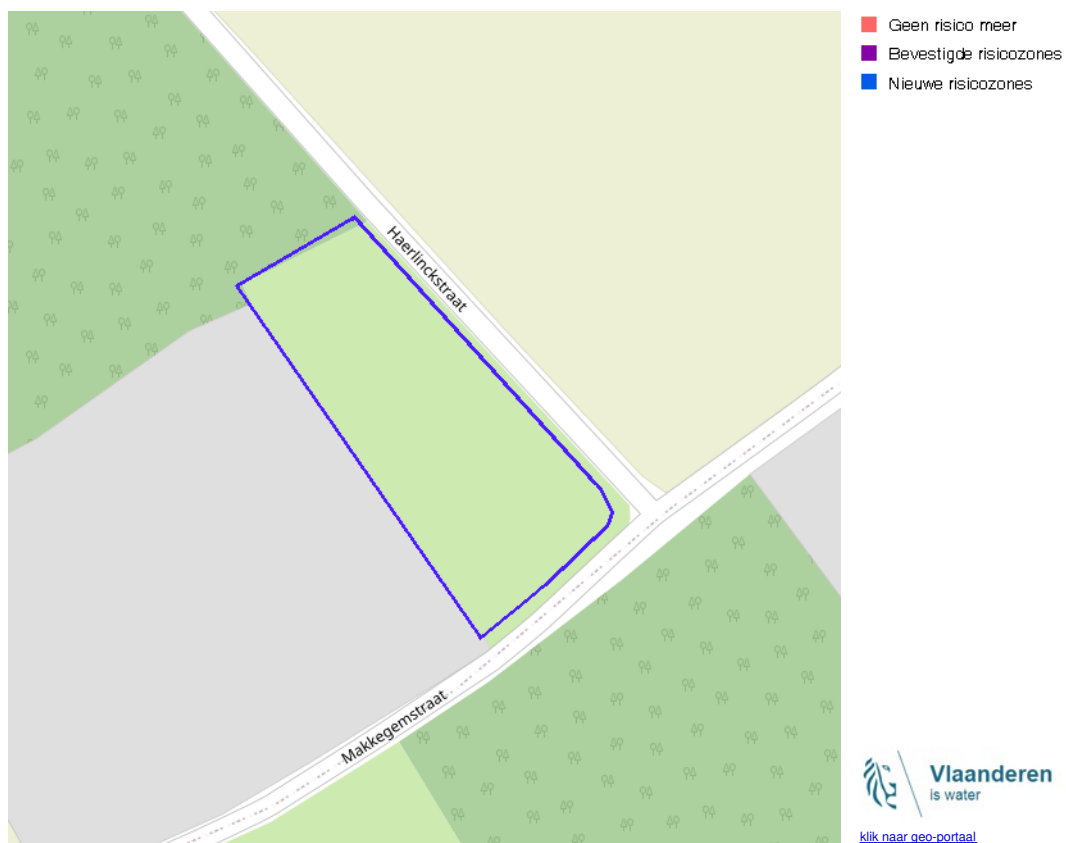 Geen risico meer
Bevestigde risicozones
Nieuwe risicozones
Haerlinckstraat
Makkegemstraat
Vlaanderen
is water
klik naar geo-portaal